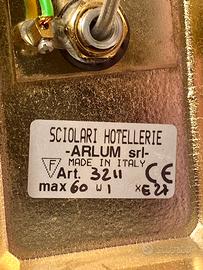 SCIOLARI HOTELLERIE
-ARLUM srl-
MADE IN ITALY
F Art. 3211 CE
max 60 W 1 x E27